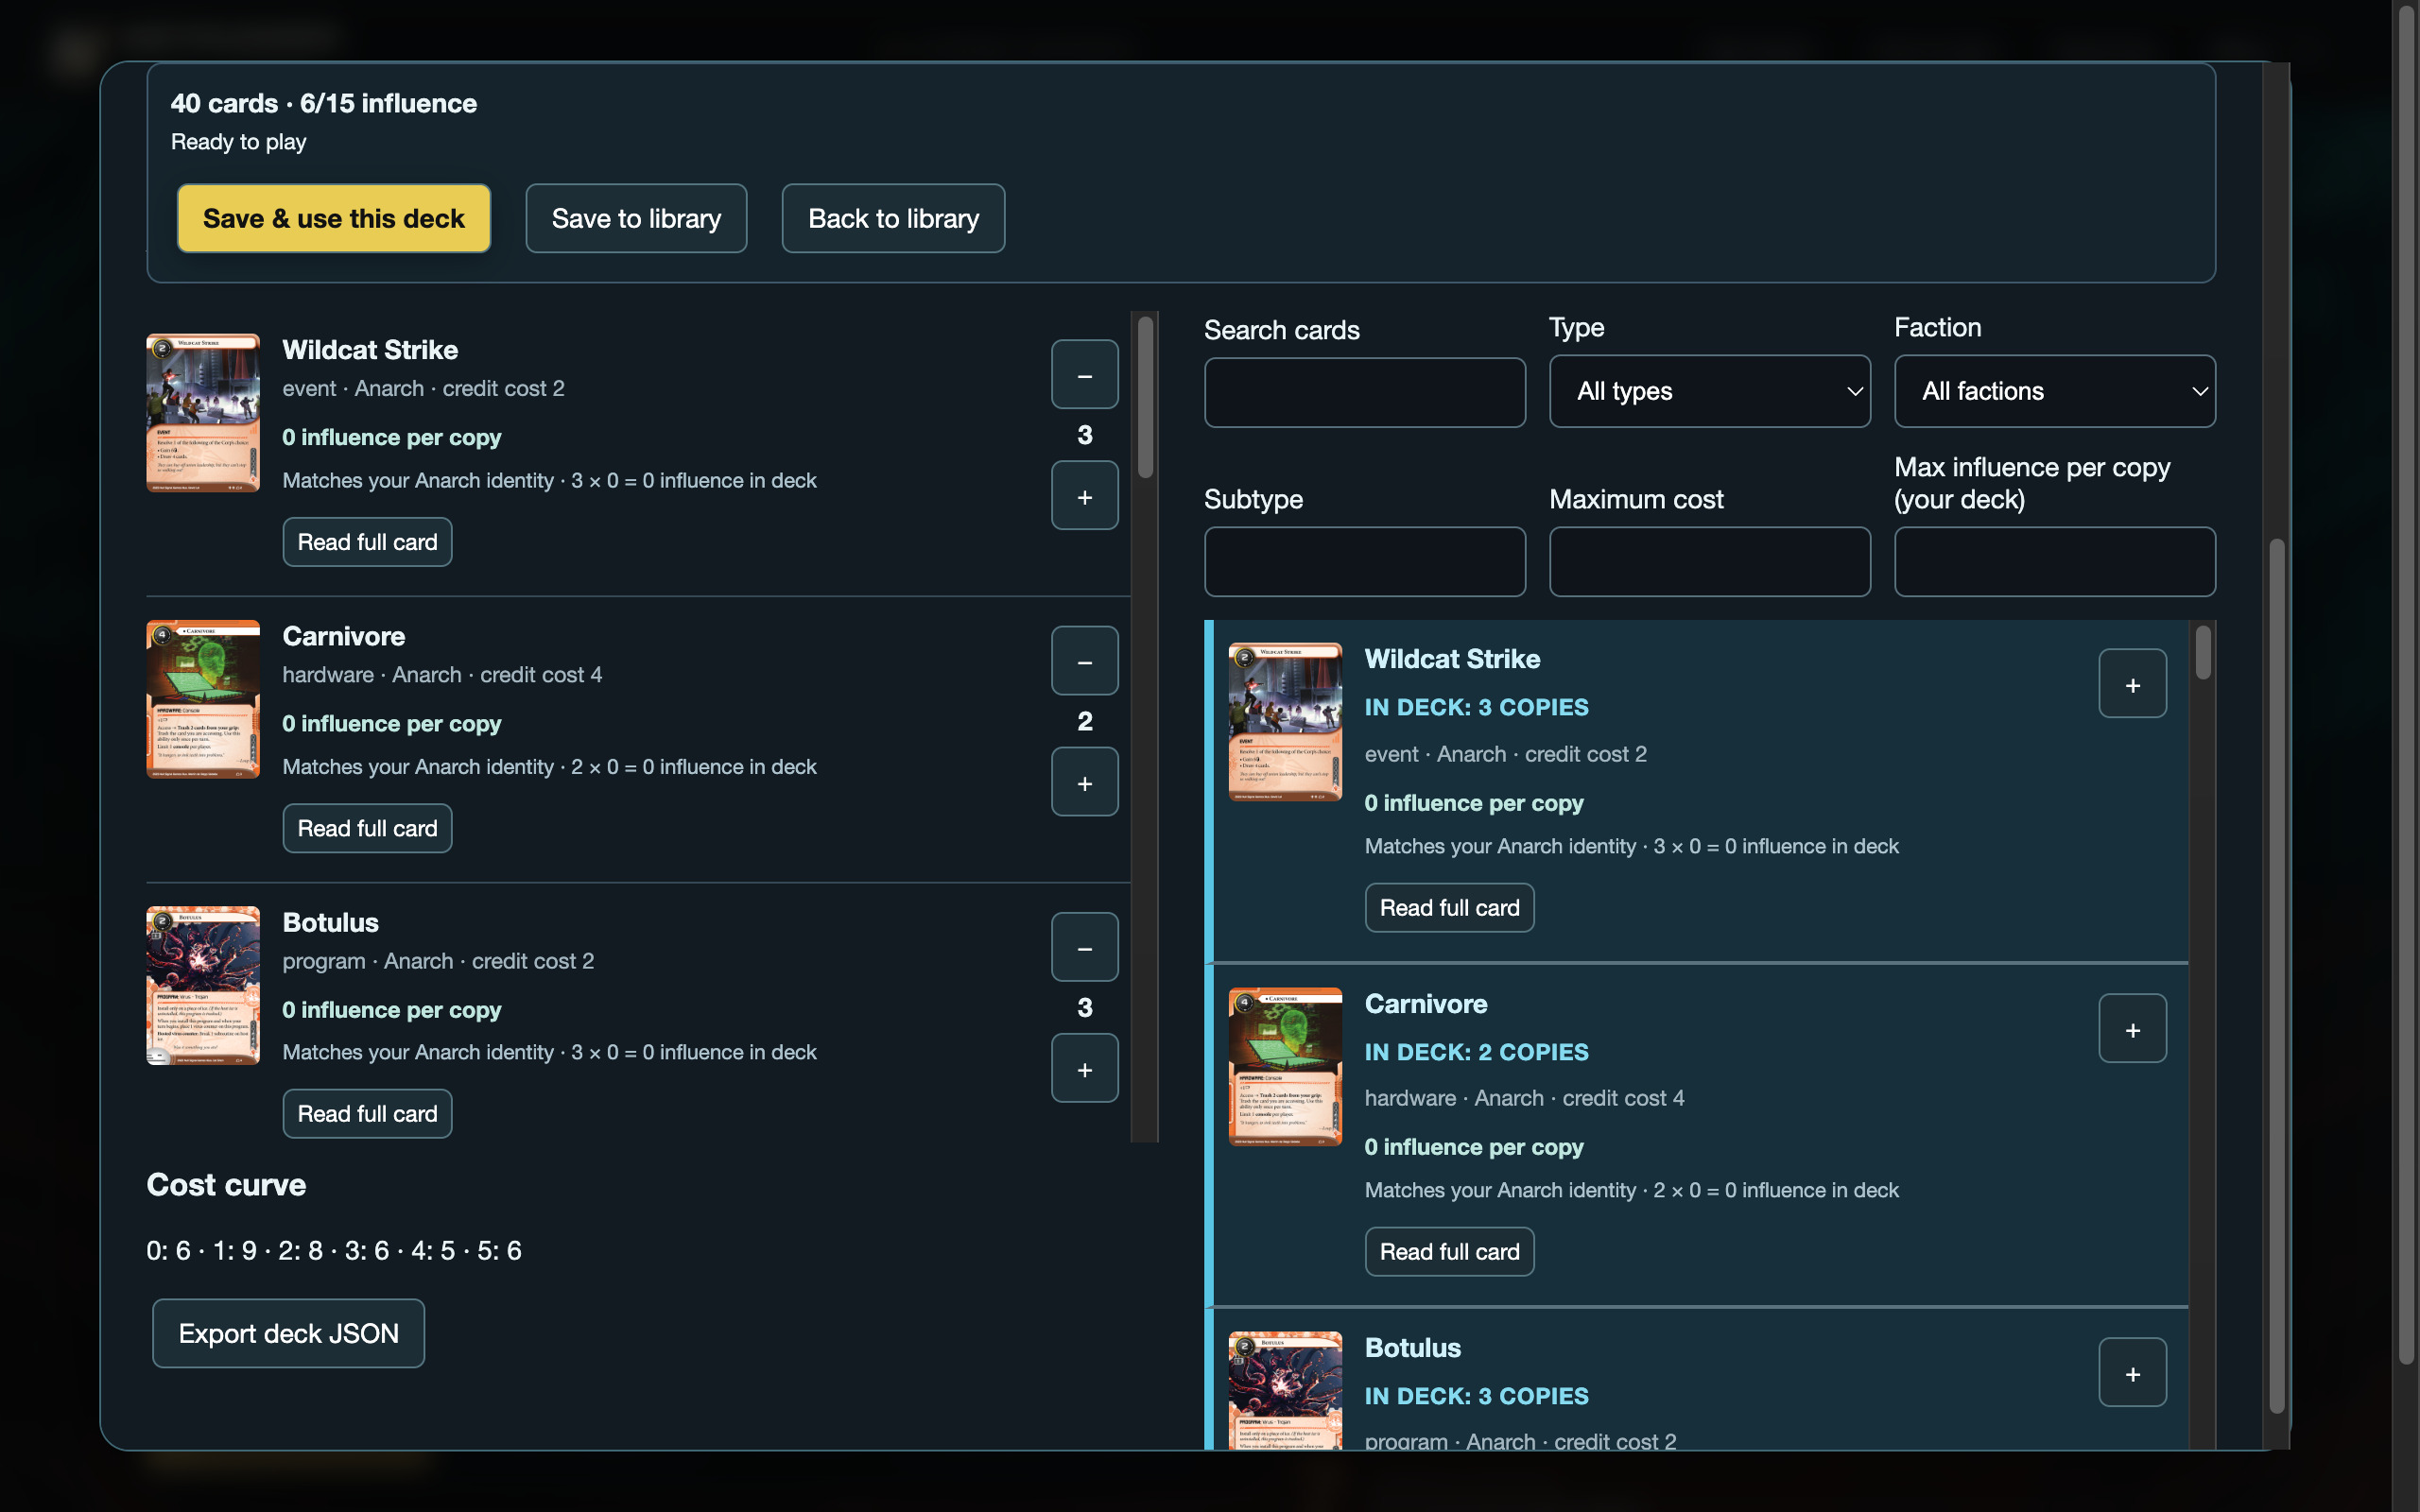 40 cards · 6/15 influence
Ready to play
Save & use this deck
Save to library
Back to library
Wildcat Strike
event · Anarch · credit cost 2
0 influence per copy
Matches your Anarch identity · 3 × 0 = 0 influence in deck
Read full card
−
3
+
Carnivore
hardware · Anarch · credit cost 4
0 influence per copy
Matches your Anarch identity · 2 × 0 = 0 influence in deck
Read full card
−
2
+
Botulus
program · Anarch · credit cost 2
0 influence per copy
Matches your Anarch identity · 3 × 0 = 0 influence in deck
Read full card
−
3
+
Cost curve
0: 6 · 1: 9 · 2: 8 · 3: 6 · 4: 5 · 5: 6
Export deck JSON
Search cards
Type
All types
Faction
All factions
Subtype
Maximum cost
Max influence per copy
(your deck)
Wildcat Strike
IN DECK: 3 COPIES
event · Anarch · credit cost 2
0 influence per copy
Matches your Anarch identity · 3 × 0 = 0 influence in deck
Read full card
+
Carnivore
IN DECK: 2 COPIES
hardware · Anarch · credit cost 4
0 influence per copy
Matches your Anarch identity · 2 × 0 = 0 influence in deck
Read full card
+
Botulus
IN DECK: 3 COPIES
program · Anarch · credit cost 2
+